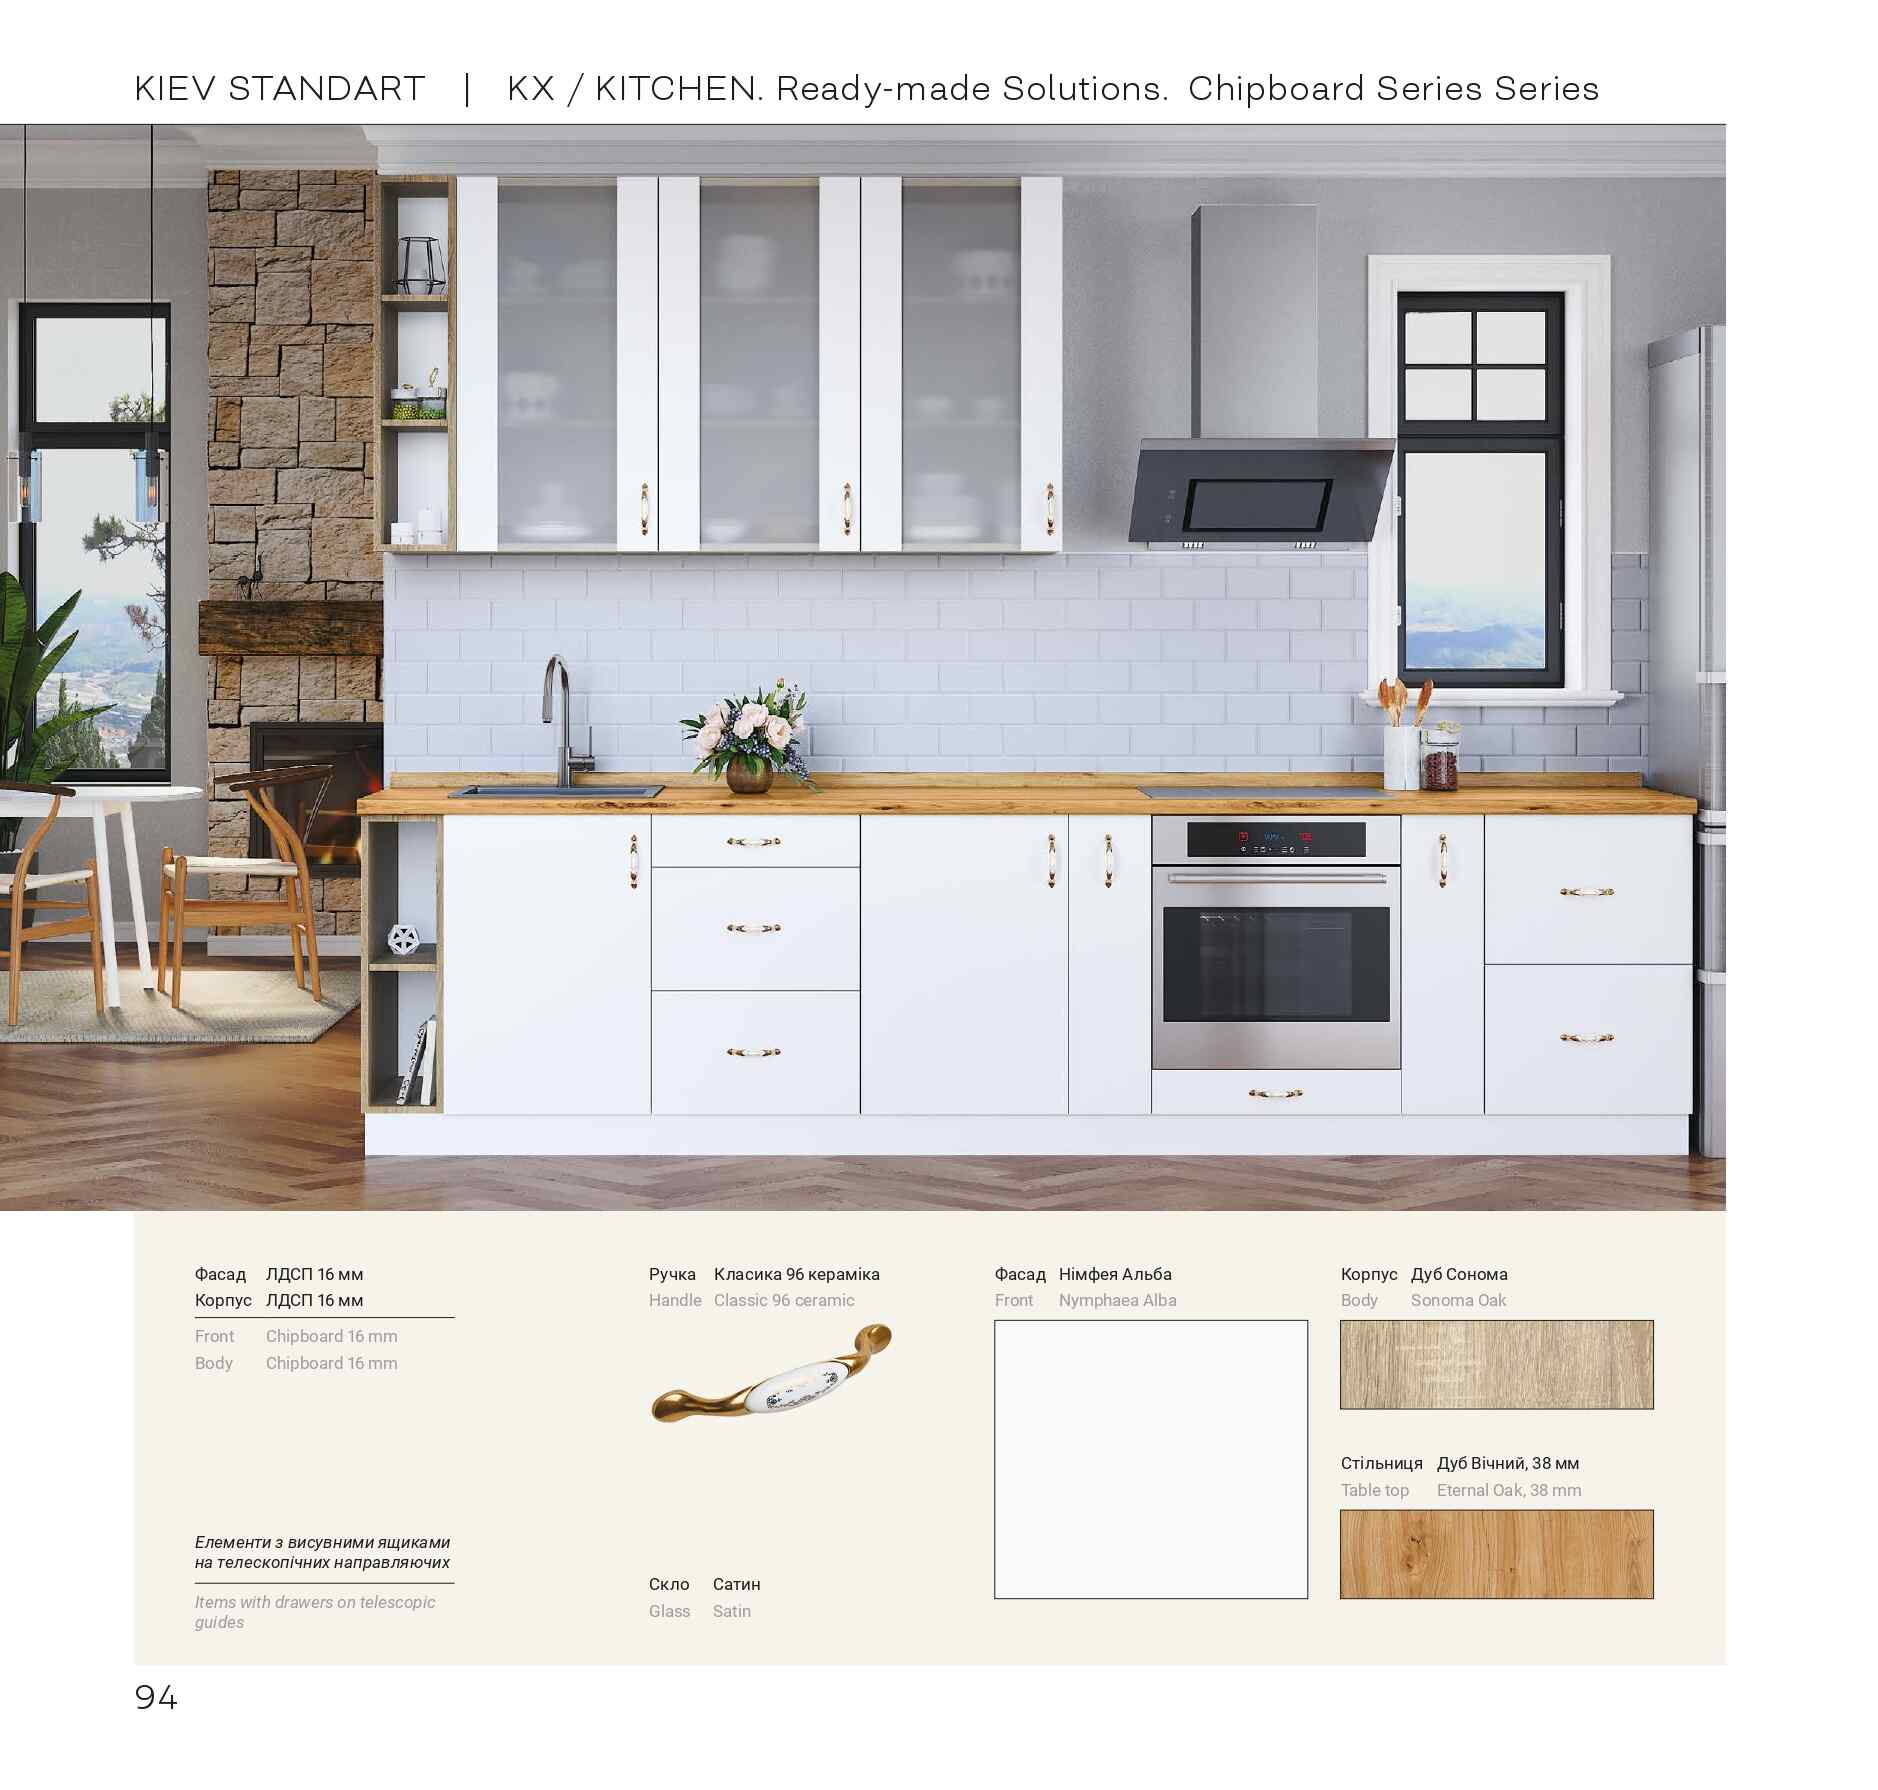 KIEV STANDART | KX / KITCHEN. Ready-made Solutions. Chipboard Series Series
Фасад ЛДСП 16 мм
Корпус ЛДСП 16 мм
Front Chipboard 16 mm
Body Chipboard 16 mm
Елементи з висувними ящиками
на телескопічних направляючих
Items with drawers on telescopic
guides
Ручка Класика 96 кераміка
Handle Classic 96 ceramic
Скло Сатин
Glass Satin
Фасад Німфея Альба
Front Nymphaea Alba
Корпус Дуб Сонома
Body Sonoma Oak
Стільниця Дуб Вічний, 38 мм
Table top Eternal Oak, 38 mm
94